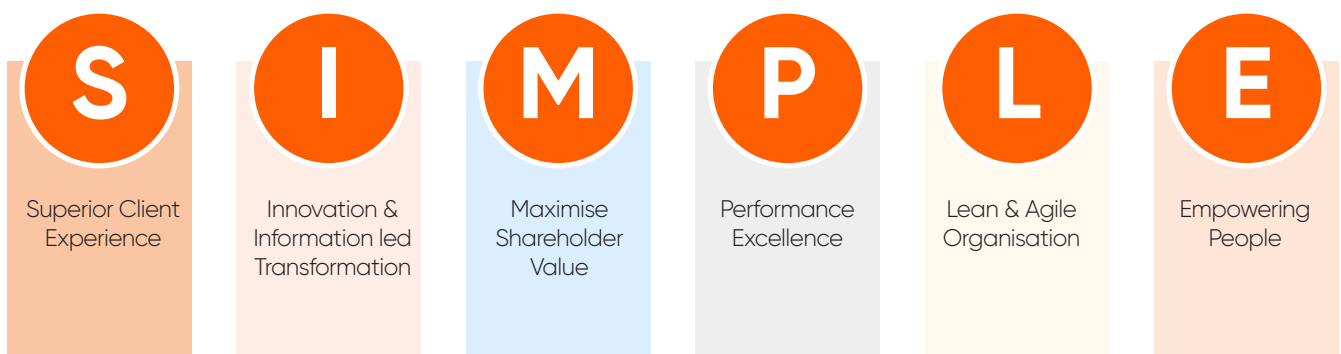 S
Superior Client
Experience
I
Innovation &
Information led
Transformation
M
Maximise
Shareholder
Value
P
Performance
Excellence
L
Lean & Agile
Organisation
E
Empowering
People